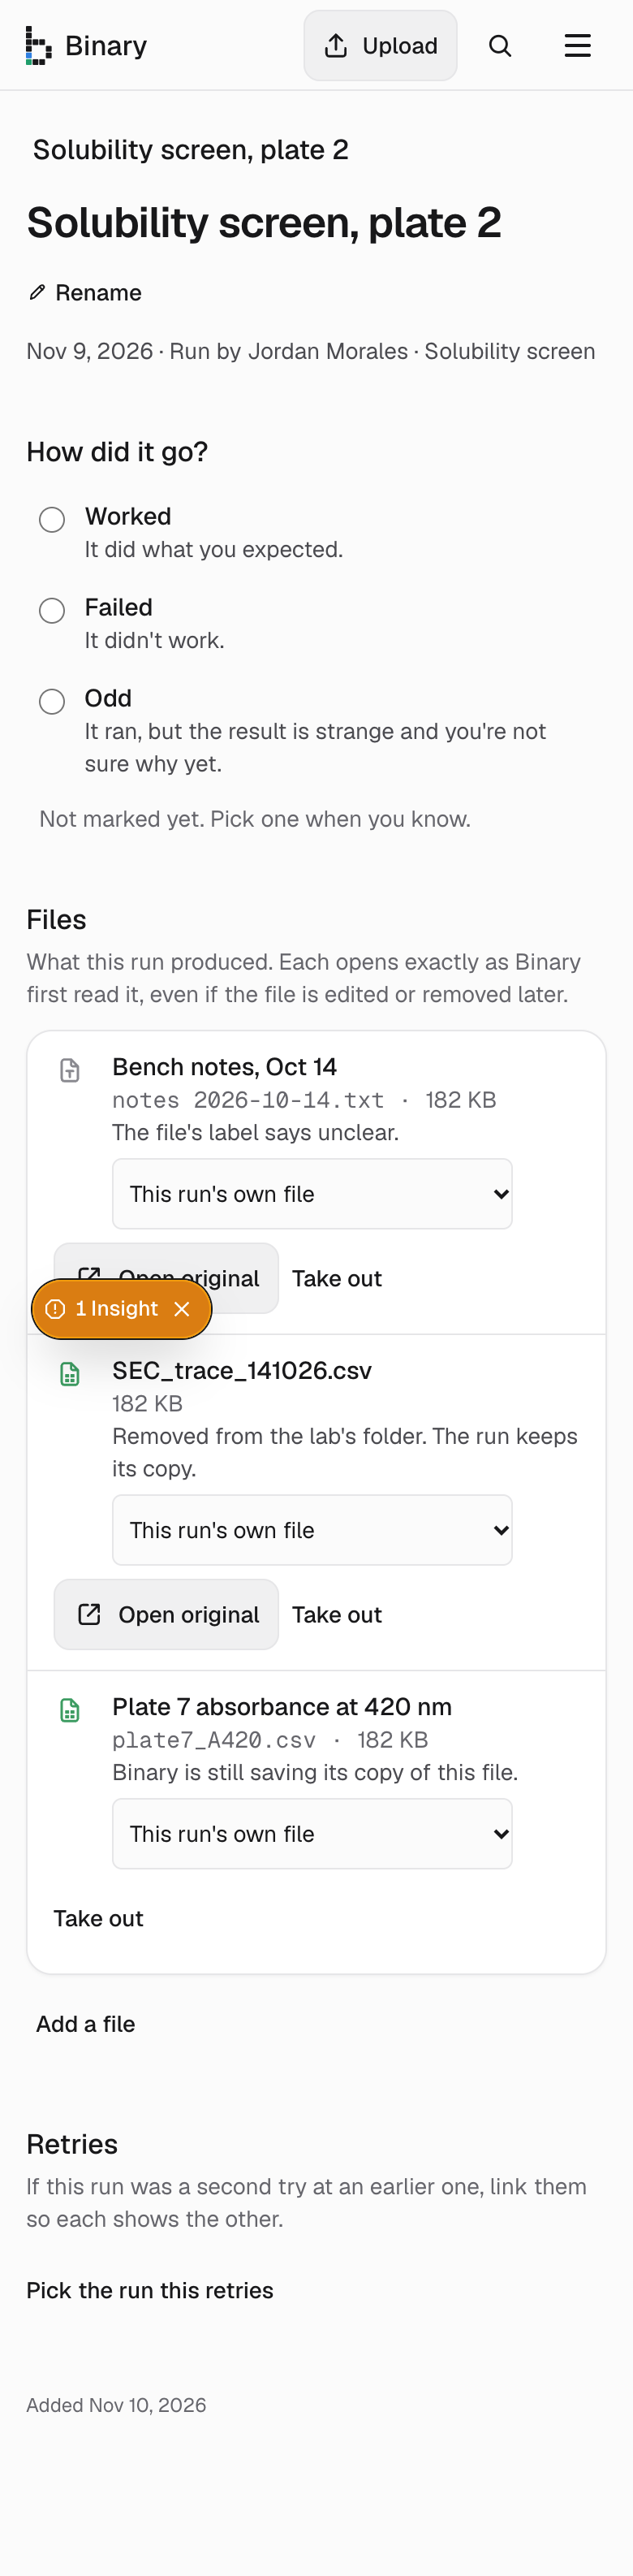 Binary
Upload
Solubility screen, plate 2
Solubility screen, plate 2
Rename
Nov 9, 2026 · Run by Jordan Morales · Solubility screen
How did it go?
Worked
It did what you expected.
Failed
It didn't work.
Odd
It ran, but the result is strange and you're not
sure why yet.
Not marked yet. Pick one when you know.
Files
What this run produced. Each opens exactly as Binary
first read it, even if the file is edited or removed later.
Bench notes, Oct 14
notes 2026-10-14.txt · 182 KB
The file's label says unclear.
This run's own file
Open original Take out
1 Insight
SEC_trace_141026.csv
182 KB
Removed from the lab's folder. The run keeps
its copy.
This run's own file
Open original Take out
Plate 7 absorbance at 420 nm
plate7_A420.csv · 182 KB
Binary is still saving its copy of this file.
This run's own file
Take out
Add a file
Retries
If this run was a second try at an earlier one, link them
so each shows the other.
Pick the run this retries
Added Nov 10, 2026